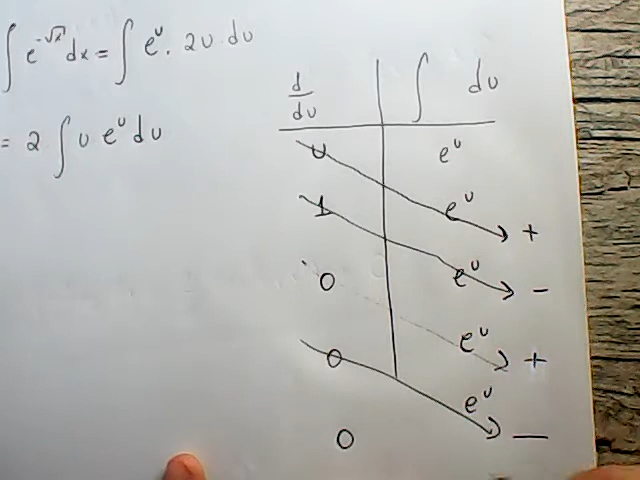 ∫ e^{-√x} dx = ∫ e^u · 2u du
= 2 ∫ u e^u du
d/du ∫ du
u e^u
e^u +
1
e^u −
0
e^u +
0
e^u −
0